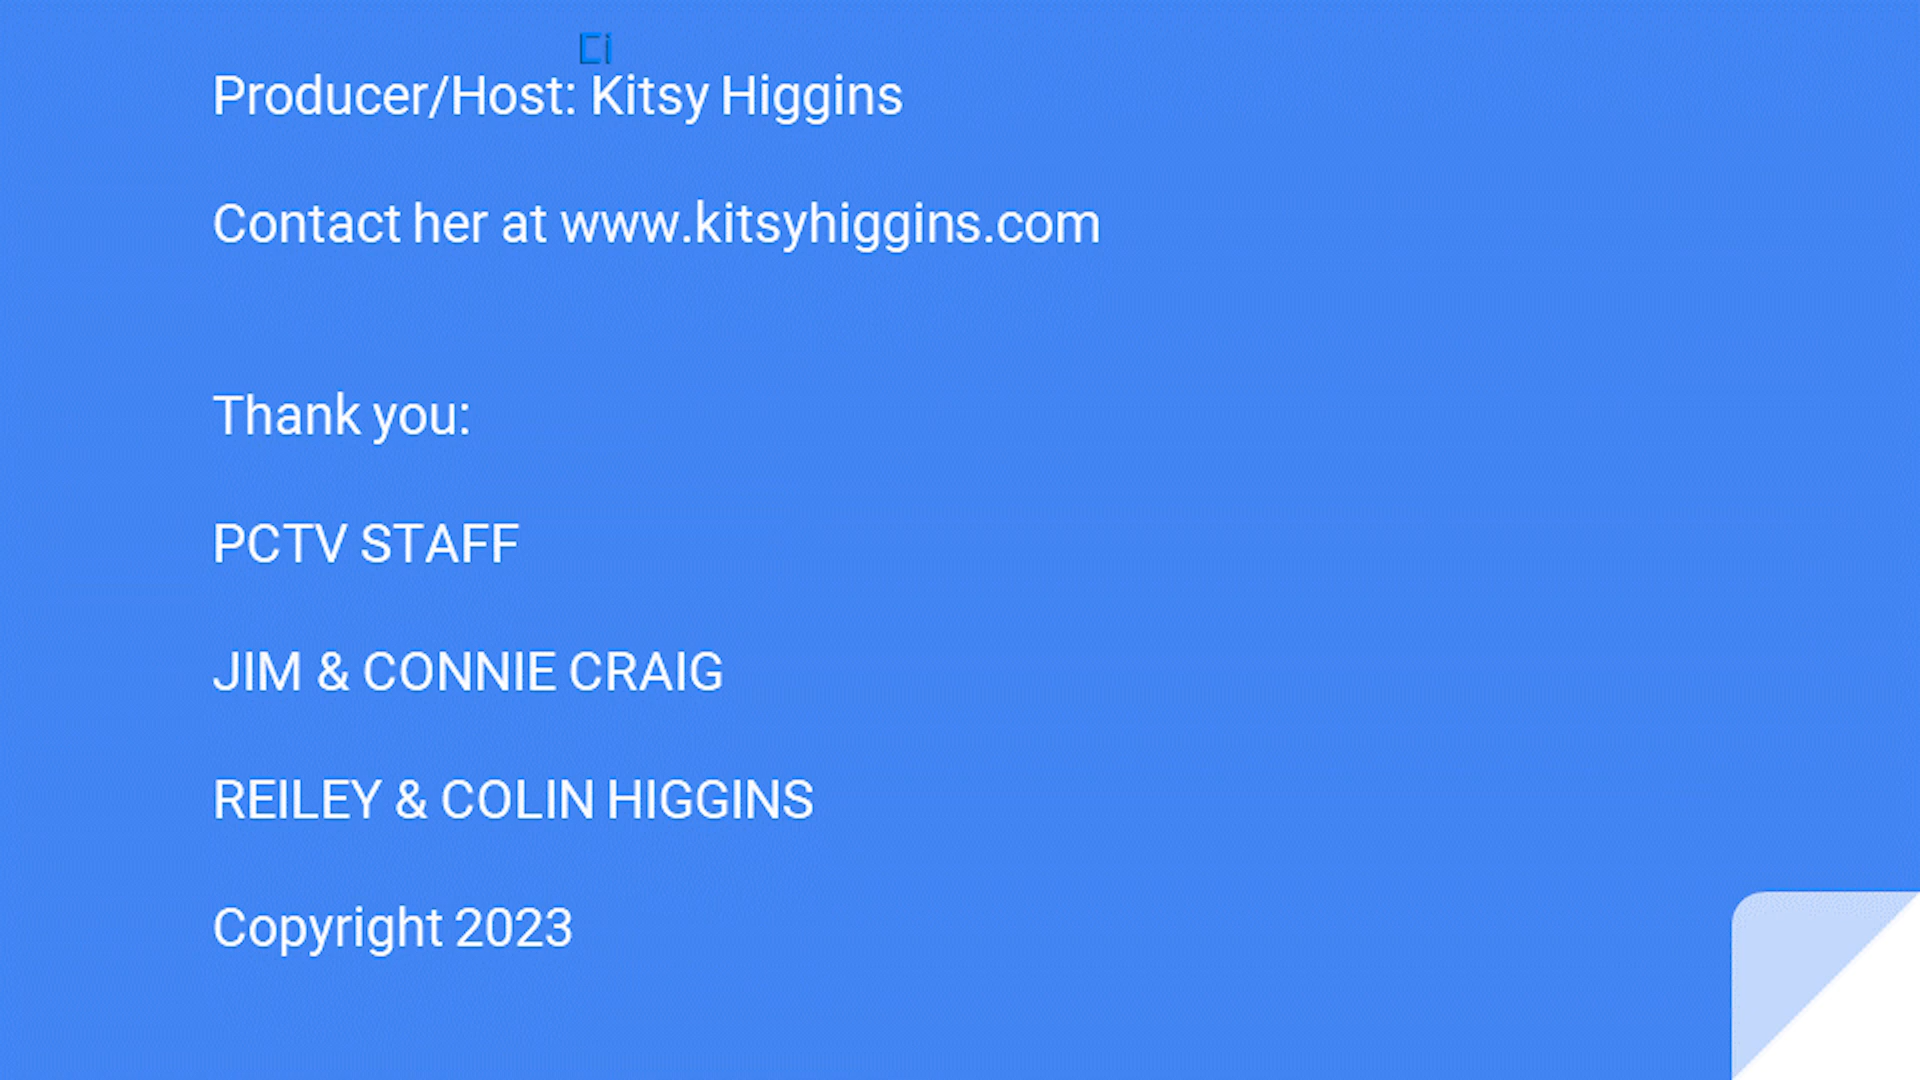 Producer/Host: Kitsy Higgins
Contact her at www.kitsyhiggins.com
Thank you:
PCTV STAFF
JIM & CONNIE CRAIG
REILEY & COLIN HIGGINS
Copyright 2023